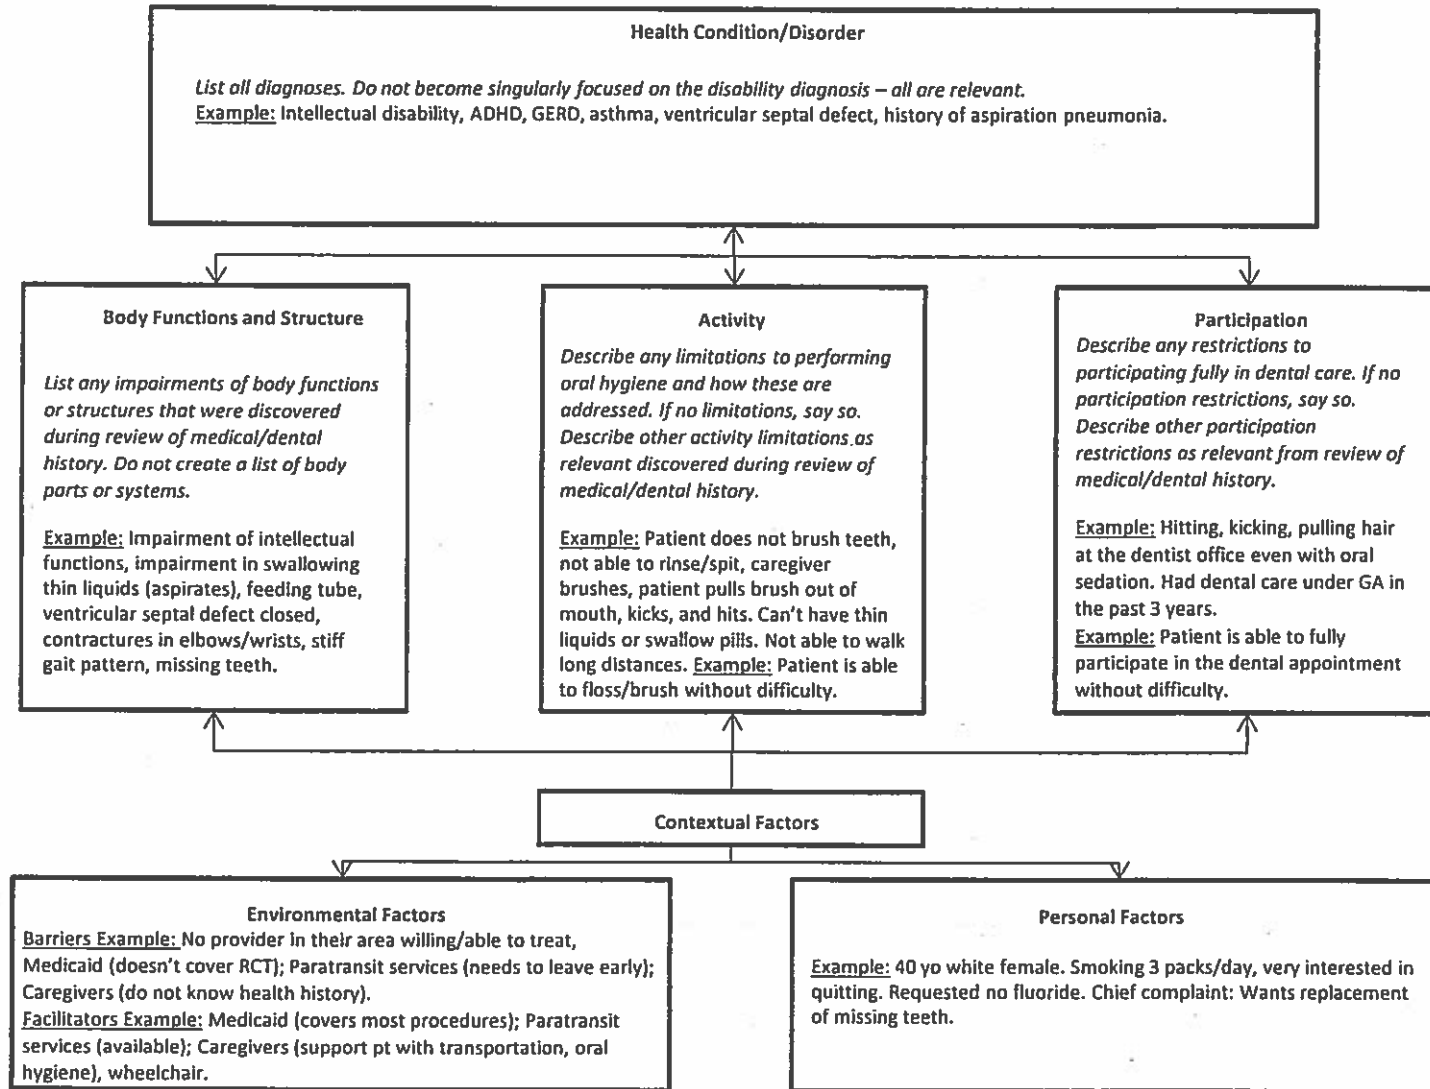 Health Condition/Disorder
List all diagnoses. Do not become singularly focused on the disability diagnosis – all are relevant.
Example: Intellectual disability, ADHD, GERD, asthma, ventricular septal defect, history of aspiration pneumonia.
Body Functions and Structure
List any impairments of body functions
or structures that were discovered
during review of medical/dental
history. Do not create a list of body
parts or systems.
Example: Impairment of intellectual
functions, impairment in swallowing
thin liquids (aspirates), feeding tube,
ventricular septal defect closed,
contractures in elbows/wrists, stiff
gait pattern, missing teeth.
Activity
Describe any limitations to performing
oral hygiene and how these are
addressed. If no limitations, say so.
Describe other activity limitations as
relevant discovered during review of
medical/dental history.
Example: Patient does not brush teeth,
not able to rinse/spit, caregiver
brushes, patient pulls brush out of
mouth, kicks, and hits. Can't have thin
liquids or swallow pills. Not able to walk
long distances. Example: Patient is able
to floss/brush without difficulty.
Participation
Describe any restrictions to
participating fully in dental care. If no
participation restrictions, say so.
Describe other participation
restrictions as relevant from review of
medical/dental history.
Example: Hitting, kicking, pulling hair
at the dentist office even with oral
sedation. Had dental care under GA in
the past 3 years.
Example: Patient is able to fully
participate in the dental appointment
without difficulty.
Contextual Factors
Environmental Factors
Barriers Example: No provider in their area willing/able to treat,
Medicaid (doesn't cover RCT); Paratransit services (needs to leave early);
Caregivers (do not know health history).
Facilitators Example: Medicaid (covers most procedures); Paratransit
services (available); Caregivers (support pt with transportation, oral
hygiene), wheelchair.
Personal Factors
Example: 40 yo white female. Smoking 3 packs/day, very interested in
quitting. Requested no fluoride. Chief complaint: Wants replacement
of missing teeth.